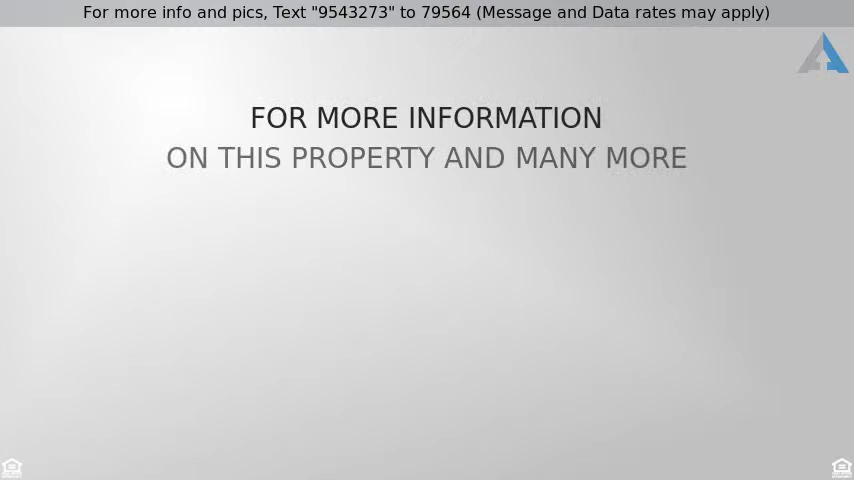 For more info and pics, Text "9543273" to 79564 (Message and Data rates may apply)
FOR MORE INFORMATION
ON THIS PROPERTY AND MANY MORE